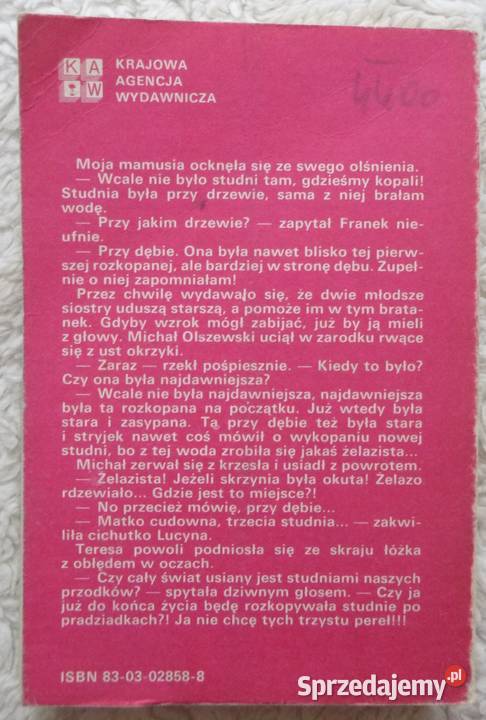 KRAJOWA
AGENCJA
WYDAWNICZA
KA
W
4400
Moja mamusia ocknęła się ze swego olśnienia.
— Wcale nie było studni tam, gdzieśmy kopali!
Studnia była przy drzewie, sama z niej brałam
wodę.
— Przy jakim drzewie? — zapytał Franek nie-
ufnie.
— Przy dębie. Ona była nawet blisko tej pierw-
szej rozkopanej, ale bardziej w stronę dębu. Zupeł-
nie o niej zapomniałam!
Przez chwilę wydawało się, że dwie młodsze
siostry uduszą starszą, a pomoże im w tym brata-
nek. Gdyby wzrok mógł zabijać, już by ją mieli
z głowy. Michał Olszewski uciął w zarodku rwące
się z ust okrzyki.
— Zaraz — rzekł pośpiesznie. — Kiedy to było?
Czy ona była najdawniejsza?
— Wcale nie była najdawniejsza, najdawniejsza
była ta rozkopana na początku. Już wtedy była
stara i zasypana. Ta przy dębie też była stara
i stryjek nawet coś mówił o wykopaniu nowej
studni, bo z tej woda zrobiła się jakaś żelazista...
Michał zerwał się z krzesła i usiadł z powrotem.
— Żelazista! Jeżeli skrzynia była okuta! Żelazo
rdzewiało... Gdzie jest to miejsce?!
— No przecież mówię, przy dębie...
— Matko cudowna, trzecia studnia... — zakwi-
liła cichutko Lucyna.
Teresa powoli podniosła się ze skraju łóżka
z obłędem w oczach.
— Czy cały świat usiany jest studniami naszych
przodków? — spytała dziwnym głosem. — Czy ja
już do końca życia będę rozkopywała studnie po
pradziadkach?! Ja nie chcę tych trzystu pereł!!!
ISBN 83-03-02858-8
Sprzedajemy.pl